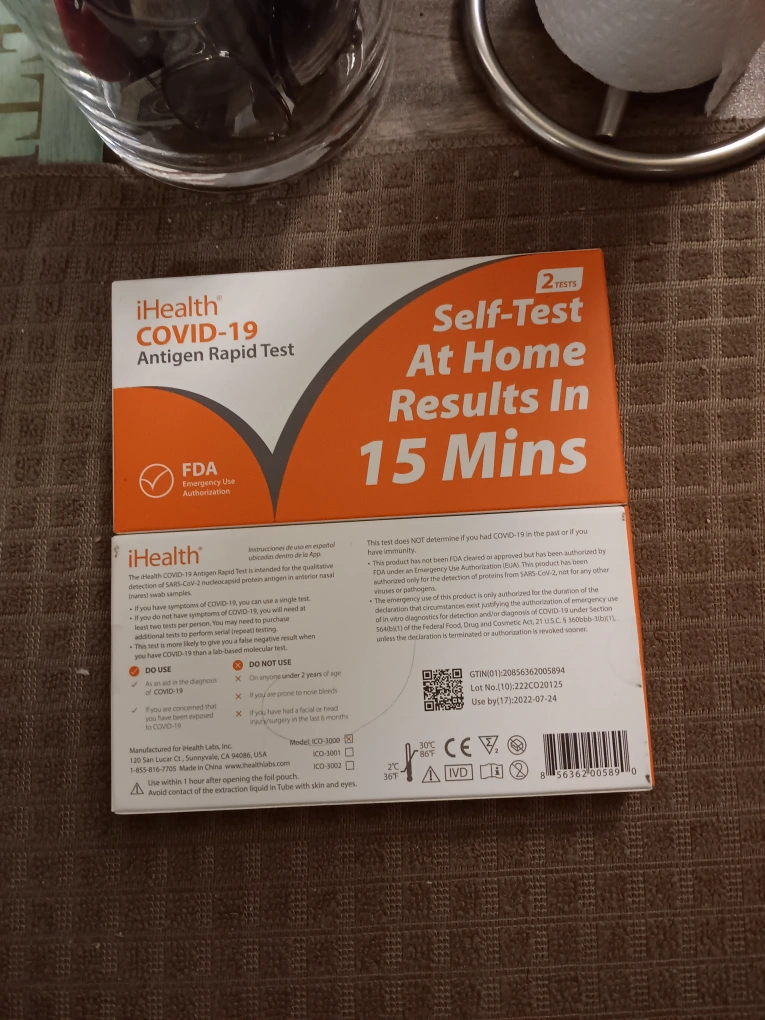 iHealth®
COVID-19
Antigen Rapid Test
2 TESTS
Self-Test
At Home
Results In
15 Mins
FDA
Emergency Use
Authorization
iHealth®
Instrucciones de uso en español
ubicadas dentro de la App.
The iHealth COVID-19 Antigen Rapid Test is intended for the qualitative
detection of SARS-CoV-2 nucleocapsid protein antigen in anterior nasal
(nares) swab samples.
• If you have symptoms of COVID-19, you can use a single test.
• If you do not have symptoms of COVID-19, you will need at
least two tests per person. You may need to purchase
additional tests to perform serial (repeat) testing.
• This test is more likely to give you a false negative result when
you have COVID-19 than a lab-based molecular test.
DO USE
As an aid in the diagnosis
of COVID-19
If you are concerned that
you have been exposed
to COVID-19
DO NOT USE
On anyone under 2 years of age
If you are prone to nose bleeds
If you have had a facial or head
injury/surgery in the last 6 months
Manufactured for iHealth Labs, Inc.
120 San Lucar Ct., Sunnyvale, CA 94086, USA
1-855-816-7705 Made in China www.ihealthlabs.com
Model: ICO-3000 ☒
ICO-3001 ☐
ICO-3002 ☐
Use within 1 hour after opening the foil pouch.
Avoid contact of the extraction liquid in Tube with skin and eyes.
This test does NOT determine if you had COVID-19 in the past or if you
have immunity.
• This product has not been FDA cleared or approved but has been authorized by
FDA under an Emergency Use Authorization (EUA). This product has been
authorized only for the detection of proteins from SARS-CoV-2, not for any other
viruses or pathogens.
• The emergency use of this product is only authorized for the duration of the
declaration that circumstances exist justifying the authorization of emergency use
of in vitro diagnostics for detection and/or diagnosis of COVID-19 under Section
564(b)(1) of the Federal Food, Drug and Cosmetic Act, 21 U.S.C. § 360bbb-3(b)(1),
unless the declaration is terminated or authorization is revoked sooner.
GTIN(01):20856362005894
Lot No.(10):222CO20125
Use by(17):2022-07-24
30°C
86°F
2°C
36°F
CE
2
IVD
8 56362 00589 0